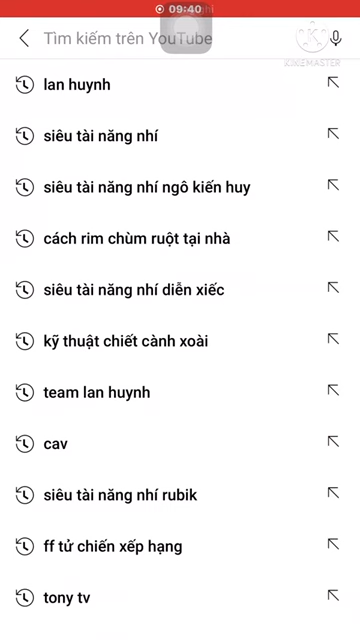 09:40
Tìm kiếm trên YouTube
KINEMASTER
lan huynh
siêu tài năng nhí
siêu tài năng nhí ngô kiến huy
cách rim chùm ruột tại nhà
siêu tài năng nhí diễn xiếc
kỹ thuật chiết cành xoài
team lan huynh
cav
siêu tài năng nhí rubik
ff tử chiến xếp hạng
tony tv